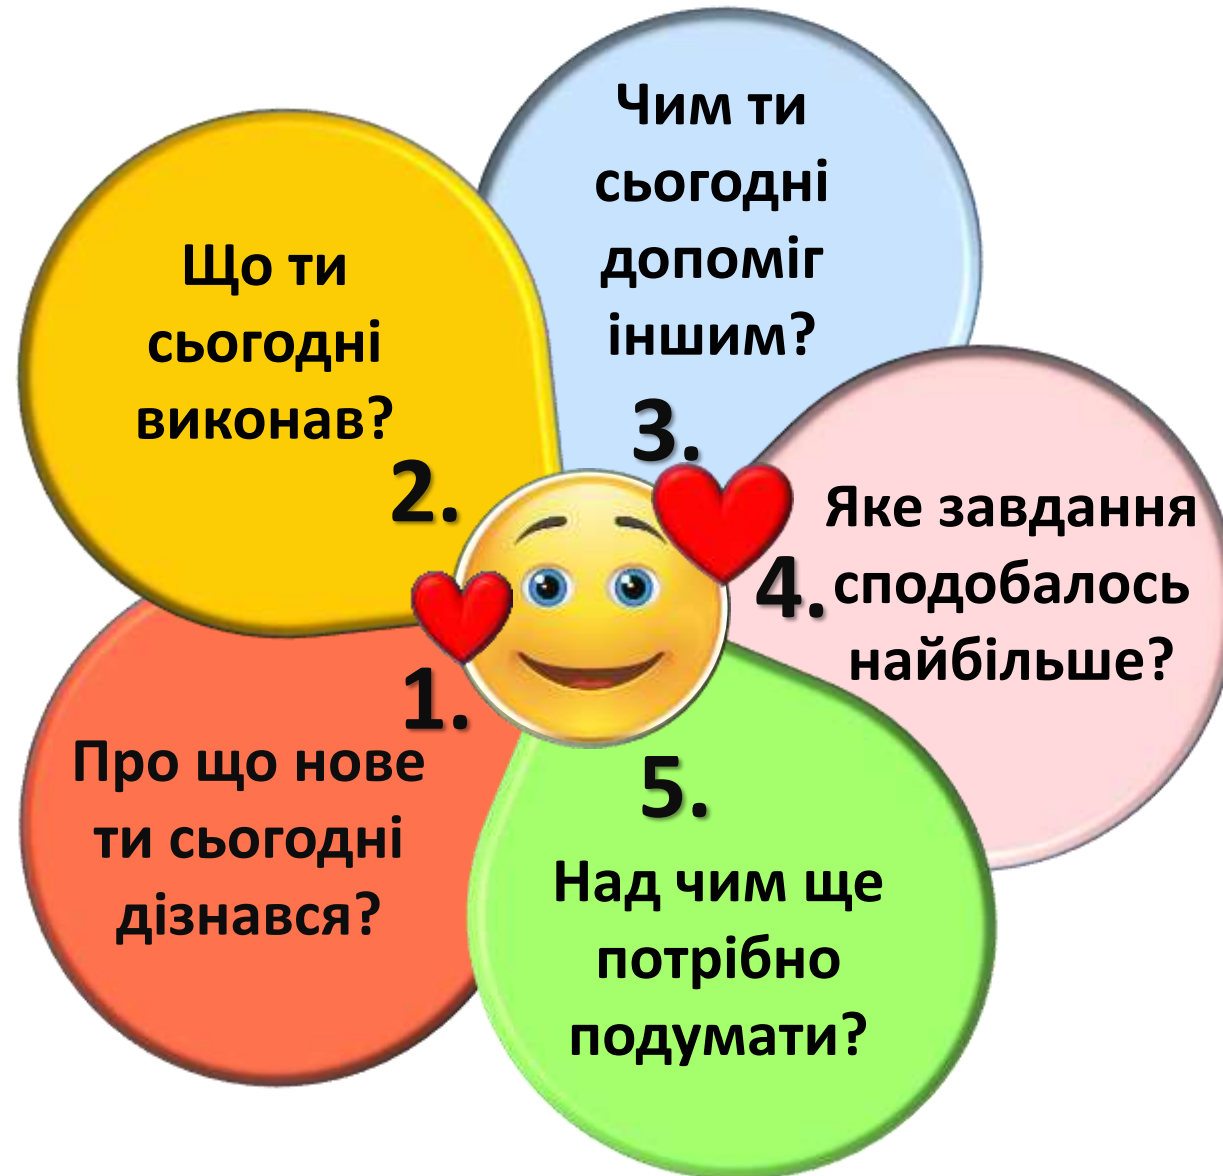 1.
Про що нове
ти сьогодні
дізнався?
2.
Що ти
сьогодні
виконав?
3.
Чим ти
сьогодні
допоміг
іншим?
4.
Яке завдання
сподобалось
найбільше?
5.
Над чим ще
потрібно
подумати?